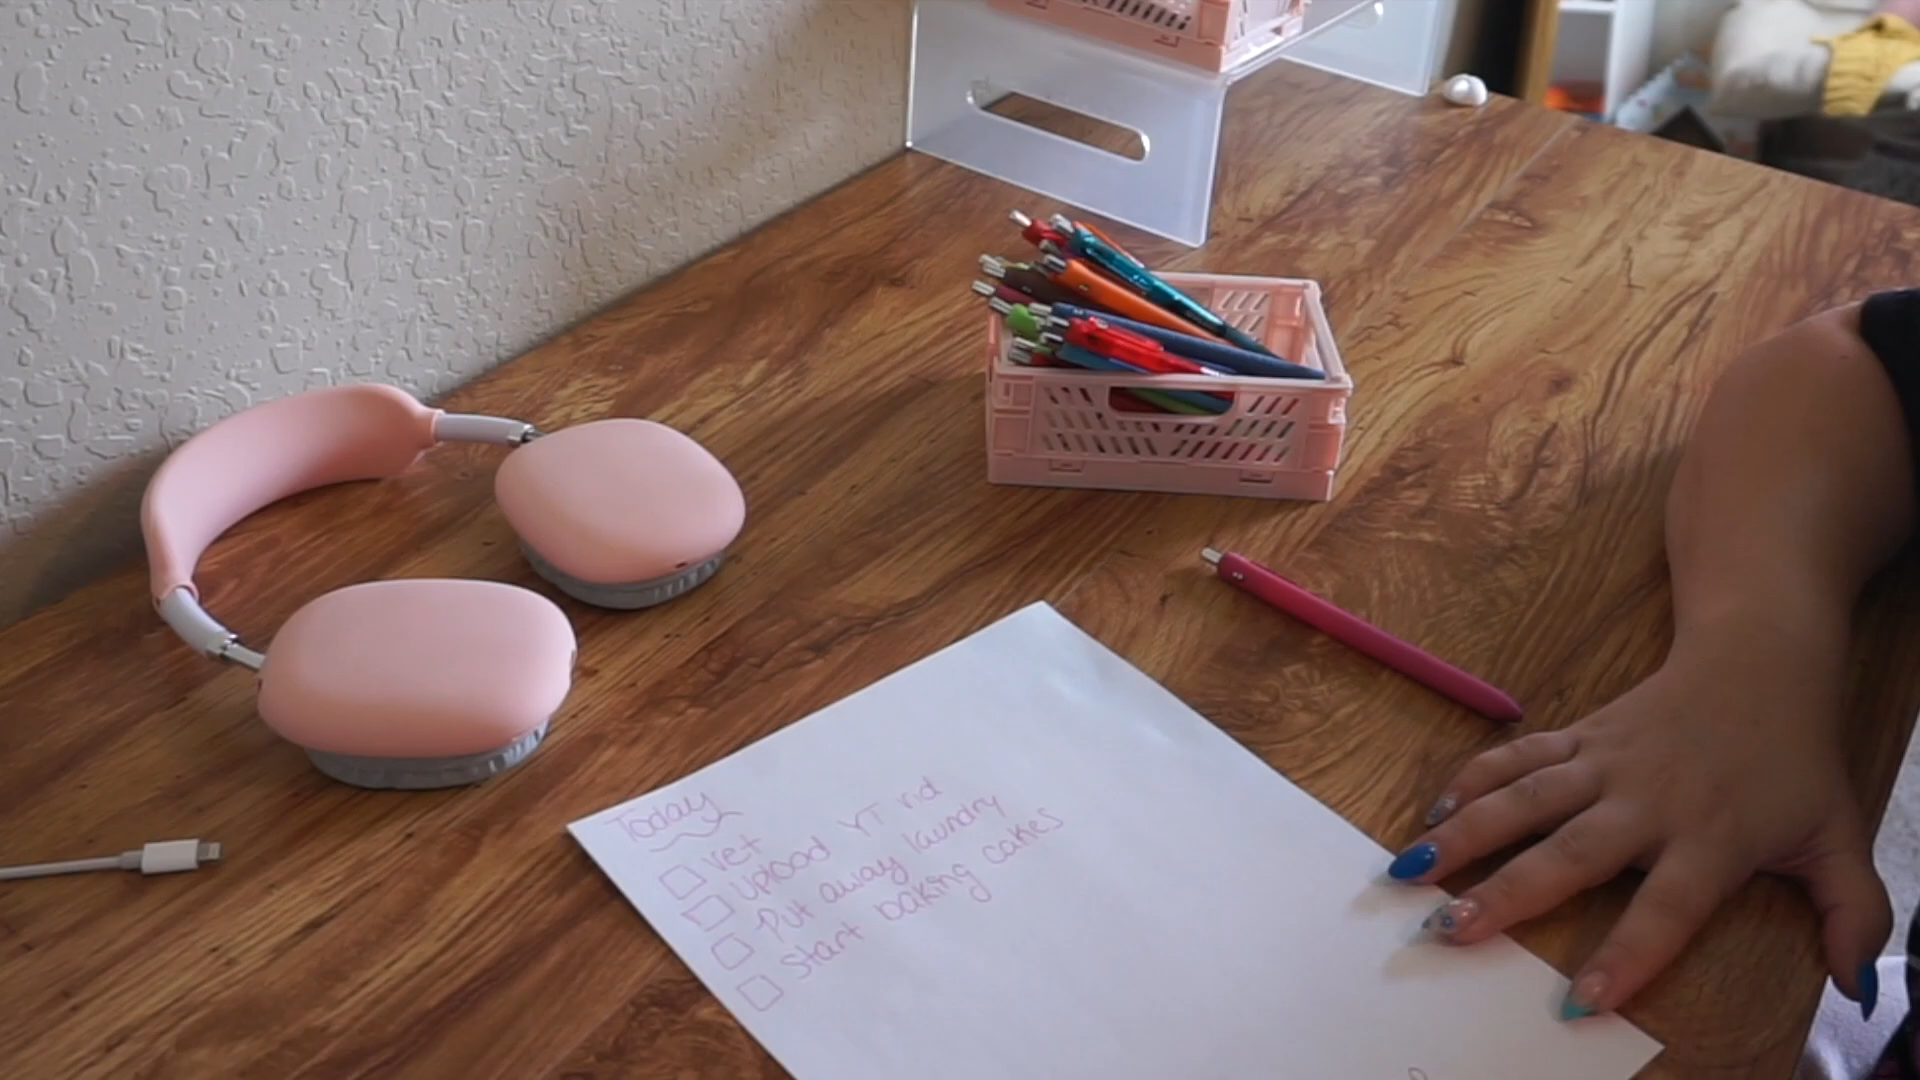 Today
vet
upload YT vid
Put away laundry
Start baking cakes